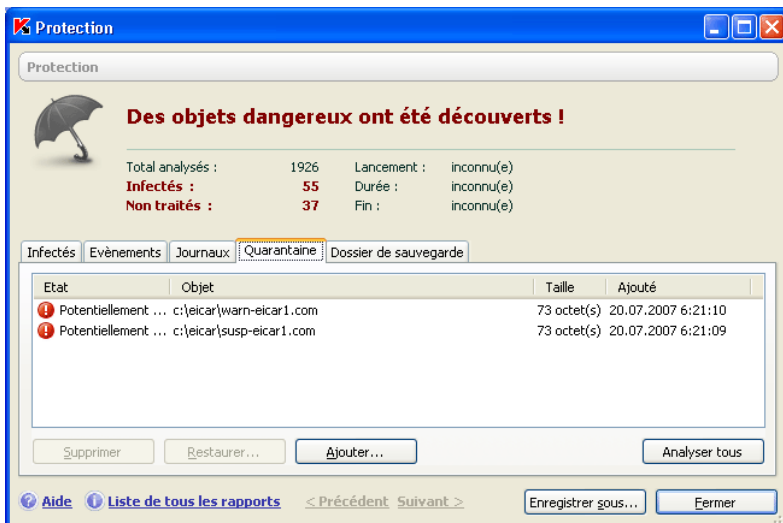 Protection
Protection
Des objets dangereux ont été découverts !
Total analysés : 1926 Lancement : inconnu(e)
Infectés : 55 Durée : inconnu(e)
Non traités : 37 Fin : inconnu(e)
Infectés Evènements Journaux Quarantaine Dossier de sauvegarde
Etat Objet Taille Ajouté
Potentiellement ... c:\eicar\warn-eicar1.com 73 octet(s) 20.07.2007 6:21:10
Potentiellement ... c:\eicar\susp-eicar1.com 73 octet(s) 20.07.2007 6:21:09
Supprimer Restaurer... Ajouter... Analyser tous
Aide Liste de tous les rapports < Précédent Suivant > Enregistrer sous... Fermer